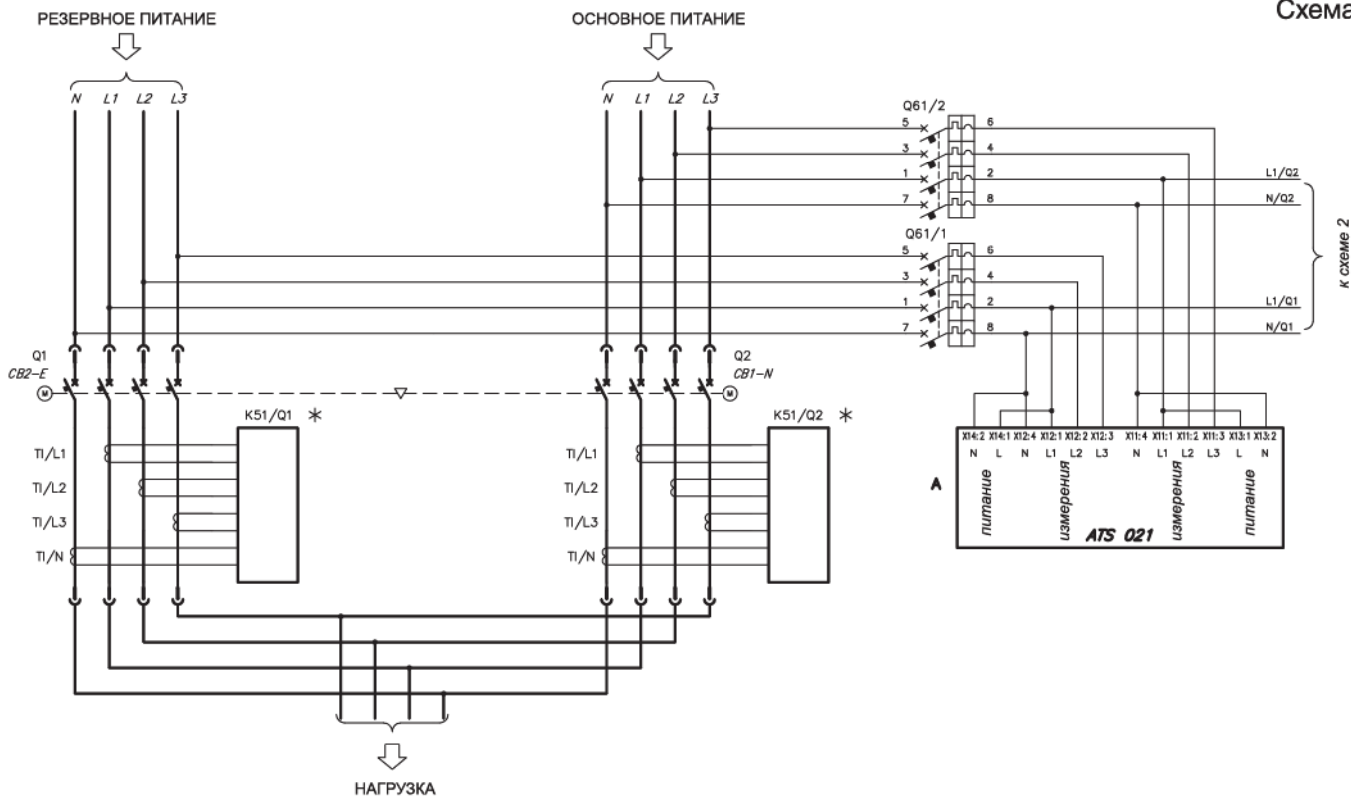 РЕЗЕРВНОЕ ПИТАНИЕ
ОСНОВНОЕ ПИТАНИЕ
Схема
N L1 L2 L3
N L1 L2 L3
Q61/2
5 6
3 4
1 2 L1/Q2
7 8 N/Q2
к схеме 2
Q61/1
5 6
3 4
1 2 L1/Q1
7 8 N/Q1
Q1
CB2-E
M
Q2
CB1-N
M
K51/Q1 *
TI/L1
TI/L2
TI/L3
TI/N
K51/Q2 *
TI/L1
TI/L2
TI/L3
TI/N
X14:2 X14:1 X12:4 X12:1 X12:2 X12:3 X11:4 X11:1 X11:2 X11:3 X13:1 X13:2
N L N L1 L2 L3 N L1 L2 L3 L N
A
питание
измерения
измерения
питание
ATS 021
НАГРУЗКА